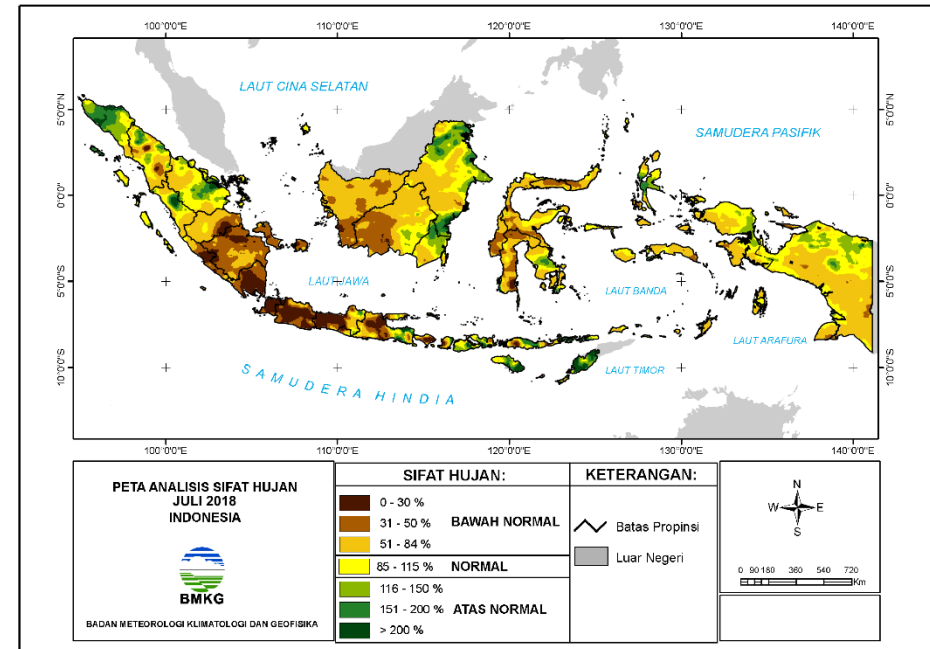 100°0'0"E 110°0'0"E 120°0'0"E 130°0'0"E 140°0'0"E
LAUT CINA SELATAN
SAMUDERA PASIFIK
5°0'0"N 5°0'0"N
0°0'0" 0°0'0"
5°0'0"S 5°0'0"S
10°0'0"S 10°0'0"S
LAUT JAWA
LAUT BANDA
LAUT ARAFURA
LAUT TIMOR
SAMUDERA HINDIA
100°0'0"E 110°0'0"E 120°0'0"E 130°0'0"E 140°0'0"E
PETA ANALISIS SIFAT HUJAN
JULI 2018
INDONESIA
BMKG
BADAN METEOROLOGI KLIMATOLOGI DAN GEOFISIKA
SIFAT HUJAN:
0 - 30 %
31 - 50 % BAWAH NORMAL
51 - 84 %
85 - 115 % NORMAL
116 - 150 %
151 - 200 % ATAS NORMAL
> 200 %
KETERANGAN:
Batas Propinsi
Luar Negeri
N
W E
S
0 90 180 360 540 720
Km